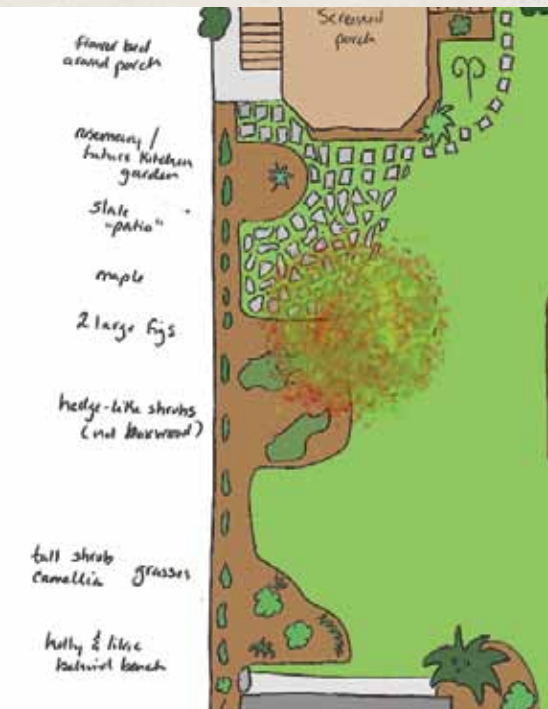 Screened
porch
flower bed
around porch
rosemary /
future kitchen
garden
slate
"patio"
maple
2 large figs
hedge-like shrubs
(not boxwood)
tall shrub
camellia grasses
holly & lilac
behind bench